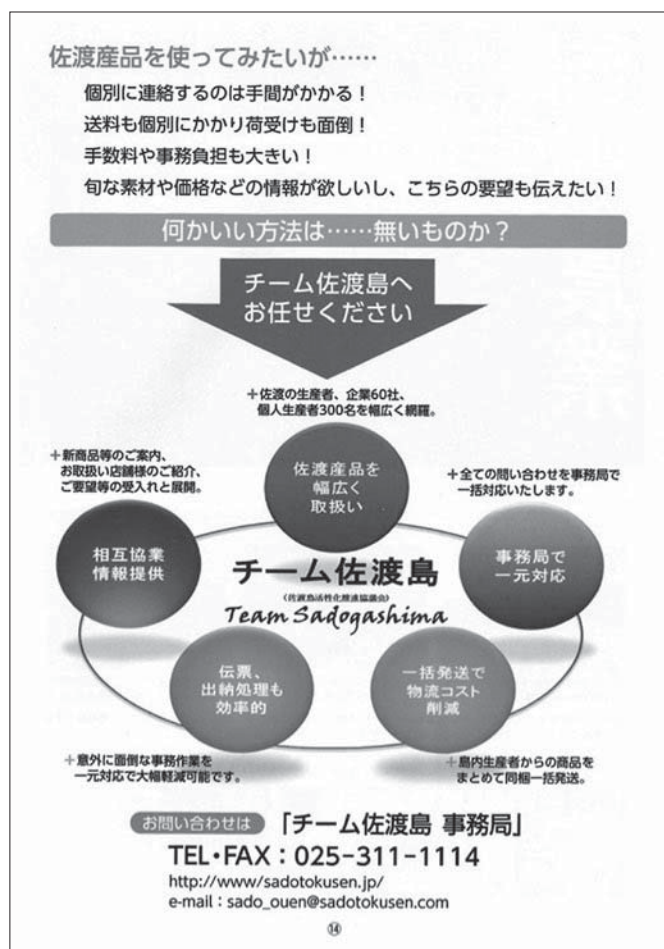 佐渡産品を使ってみたいが……
個別に連絡するのは手間がかかる！
送料も個別にかかり荷受けも面倒！
手数料や事務負担も大きい！
旬な素材や価格などの情報が欲しいし、こちらの要望も伝えたい！
何かいい方法は……無いものか？
チーム佐渡島へ
お任せください
＋佐渡の生産者、企業60社、
個人生産者300名を幅広く網羅。
佐渡産品を
幅広く
取扱い
＋新商品等のご案内、
お取扱い店舗様のご紹介、
ご要望等の受入れと展開。
相互協業
情報提供
＋全ての問い合わせを事務局で
一括対応いたします。
事務局で
一元対応
チーム佐渡島
《佐渡島活性化推進協議会》
Team Sadogashima
伝票、
出納処理も
効率的
＋意外に面倒な事務作業を
一元対応で大幅軽減可能です。
一括発送で
物流コスト
削減
＋島内生産者からの商品を
まとめて同梱一括発送。
お問い合わせは 「チーム佐渡島 事務局」
TEL・FAX：025-311-1114
http://www/sadotokusen.jp/
e-mail：sado_ouen@sadotokusen.com
⑭